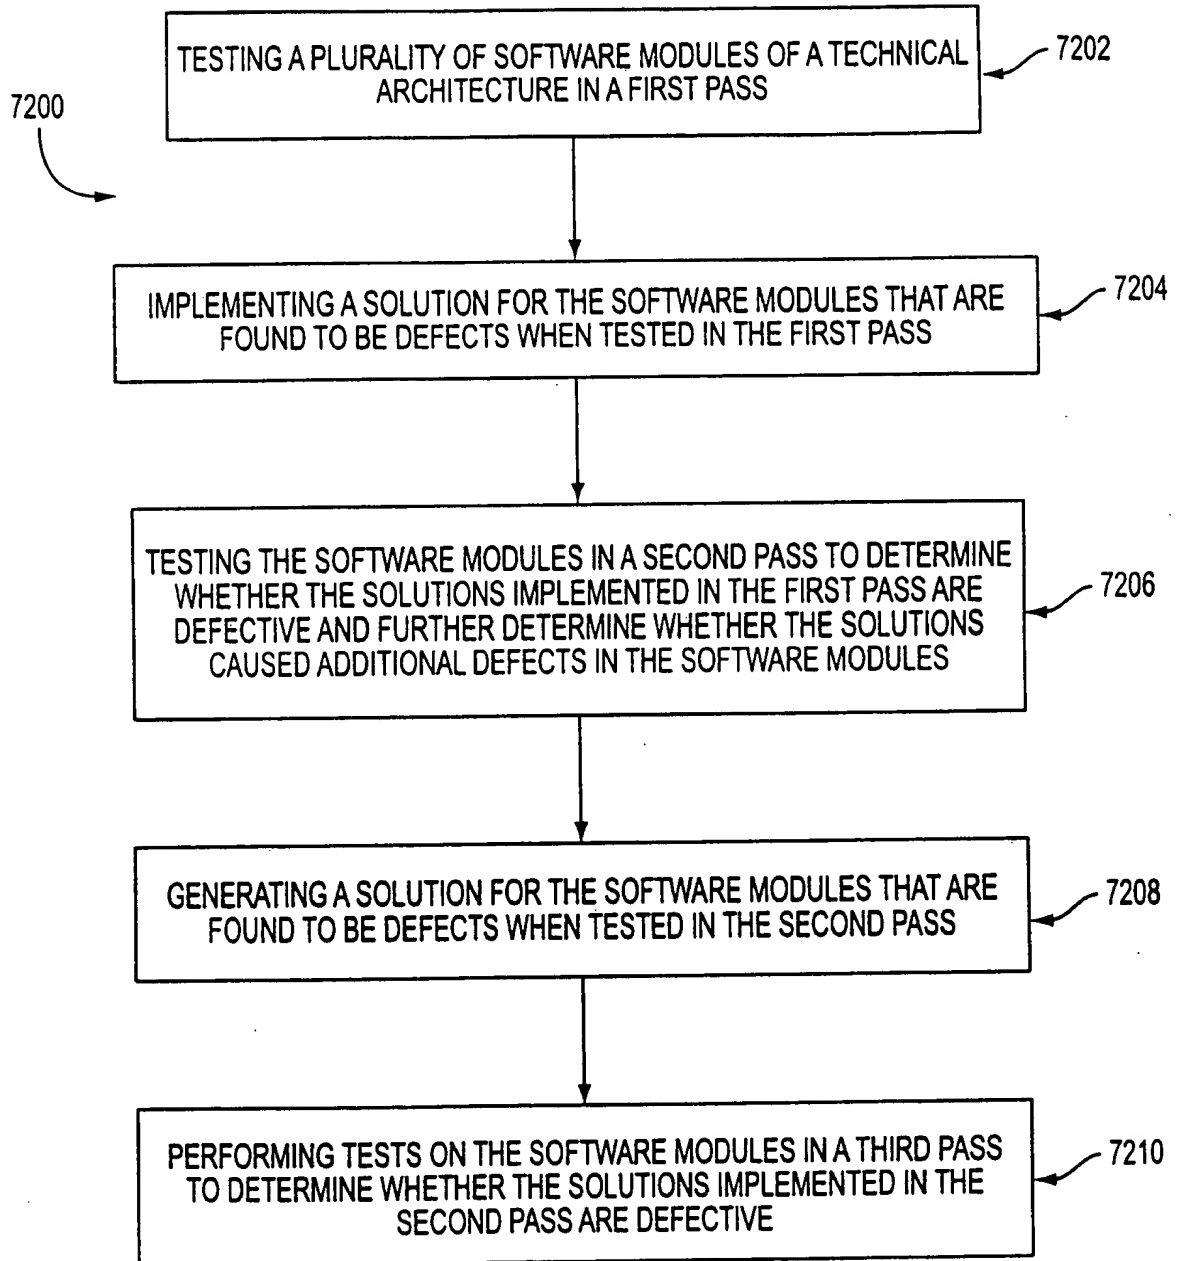 TESTING A PLURALITY OF SOFTWARE MODULES OF A TECHNICAL
ARCHITECTURE IN A FIRST PASS
7202
7200
IMPLEMENTING A SOLUTION FOR THE SOFTWARE MODULES THAT ARE
FOUND TO BE DEFECTS WHEN TESTED IN THE FIRST PASS
7204
TESTING THE SOFTWARE MODULES IN A SECOND PASS TO DETERMINE
WHETHER THE SOLUTIONS IMPLEMENTED IN THE FIRST PASS ARE
DEFECTIVE AND FURTHER DETERMINE WHETHER THE SOLUTIONS
CAUSED ADDITIONAL DEFECTS IN THE SOFTWARE MODULES
7206
GENERATING A SOLUTION FOR THE SOFTWARE MODULES THAT ARE
FOUND TO BE DEFECTS WHEN TESTED IN THE SECOND PASS
7208
PERFORMING TESTS ON THE SOFTWARE MODULES IN A THIRD PASS
TO DETERMINE WHETHER THE SOLUTIONS IMPLEMENTED IN THE
SECOND PASS ARE DEFECTIVE
7210